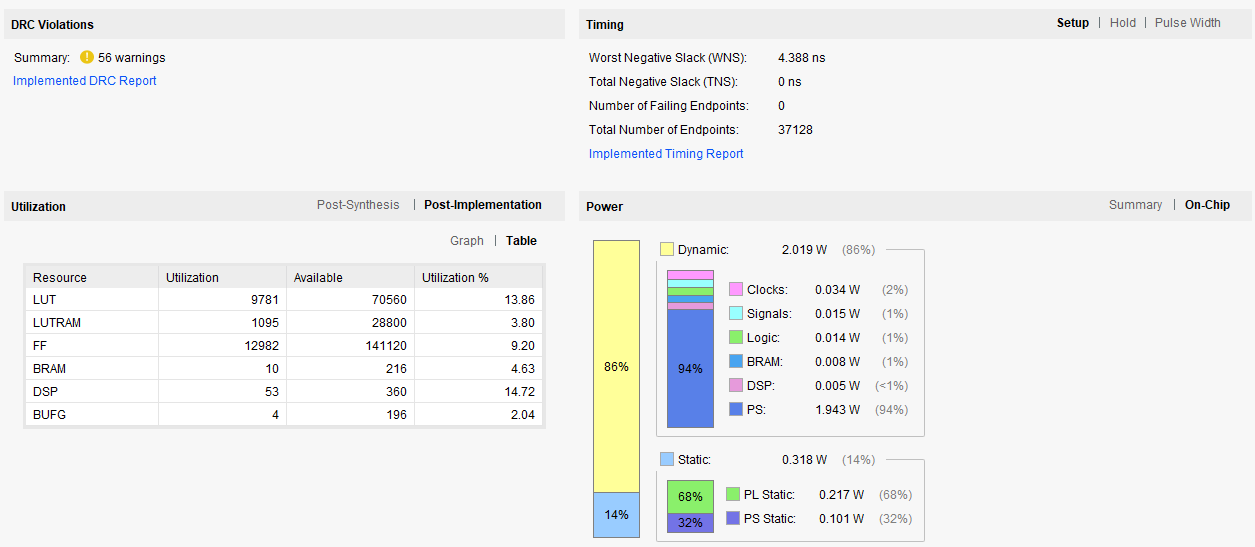 DRC Violations
Summary: 56 warnings
Implemented DRC Report
Timing Setup | Hold | Pulse Width
Worst Negative Slack (WNS): 4.388 ns
Total Negative Slack (TNS): 0 ns
Number of Failing Endpoints: 0
Total Number of Endpoints: 37128
Implemented Timing Report
Utilization Post-Synthesis | Post-Implementation
Graph | Table
Resource Utilization Available Utilization %
LUT 9781 70560 13.86
LUTRAM 1095 28800 3.80
FF 12982 141120 9.20
BRAM 10 216 4.63
DSP 53 360 14.72
BUFG 4 196 2.04
Power Summary | On-Chip
86%
14%
Dynamic: 2.019 W (86%)
94%
Clocks: 0.034 W (2%)
Signals: 0.015 W (1%)
Logic: 0.014 W (1%)
BRAM: 0.008 W (1%)
DSP: 0.005 W (<1%)
PS: 1.943 W (94%)
Static: 0.318 W (14%)
68%
32%
PL Static: 0.217 W (68%)
PS Static: 0.101 W (32%)